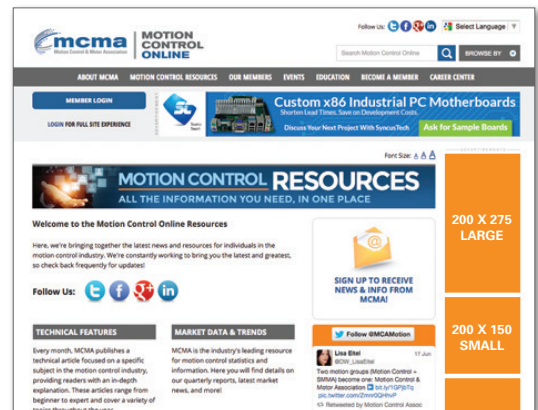 Follow Us:
Select Language
mcma
Motion Control & Motor Association
MOTION
CONTROL
ONLINE
Search Motion Control Online
BROWSE BY
ABOUT MCMA MOTION CONTROL RESOURCES OUR MEMBERS EVENTS EDUCATION BECOME A MEMBER CAREER CENTER
MEMBER LOGIN
LOGIN FOR FULL SITE EXPERIENCE
ADVERTISEMENT
Custom x86 Industrial PC Motherboards
Shorten Lead Times, Save on Development Costs.
Discuss Your Next Project With SyncusTech
Ask for Sample Boards
Font Size: A A A
MOTION CONTROL RESOURCES
ALL THE INFORMATION YOU NEED, IN ONE PLACE
Welcome to the Motion Control Online Resources
Here, we're bringing together the latest news and resources for individuals in the
motion control industry. We're constantly working to bring you the latest and greatest,
so check back frequently for updates!
Follow Us:
SIGN UP TO RECEIVE
NEWS & INFO FROM
MCMA!
TECHNICAL FEATURES
Every month, MCMA publishes a
technical article focused on a specific
subject in the motion control industry,
providing readers with an in-depth
explanation. These articles range from
beginner to expert and cover a variety of
topics throughout the year.
MARKET DATA & TRENDS
MCMA is the industry's leading resource
for motion control statistics and
information. Here you will find details on
our quarterly reports, latest market
news, and more!
Follow @MCAMotion
Lisa Eitel 17 Jun
@DW_LisaEitel
Two motion groups (Motion Control +
SMMA) become one: Motion Control &
Motor Association
Retweeted by Motion Control Assoc
ADVERTISEMENTS
200 X 275
LARGE
200 X 150
SMALL